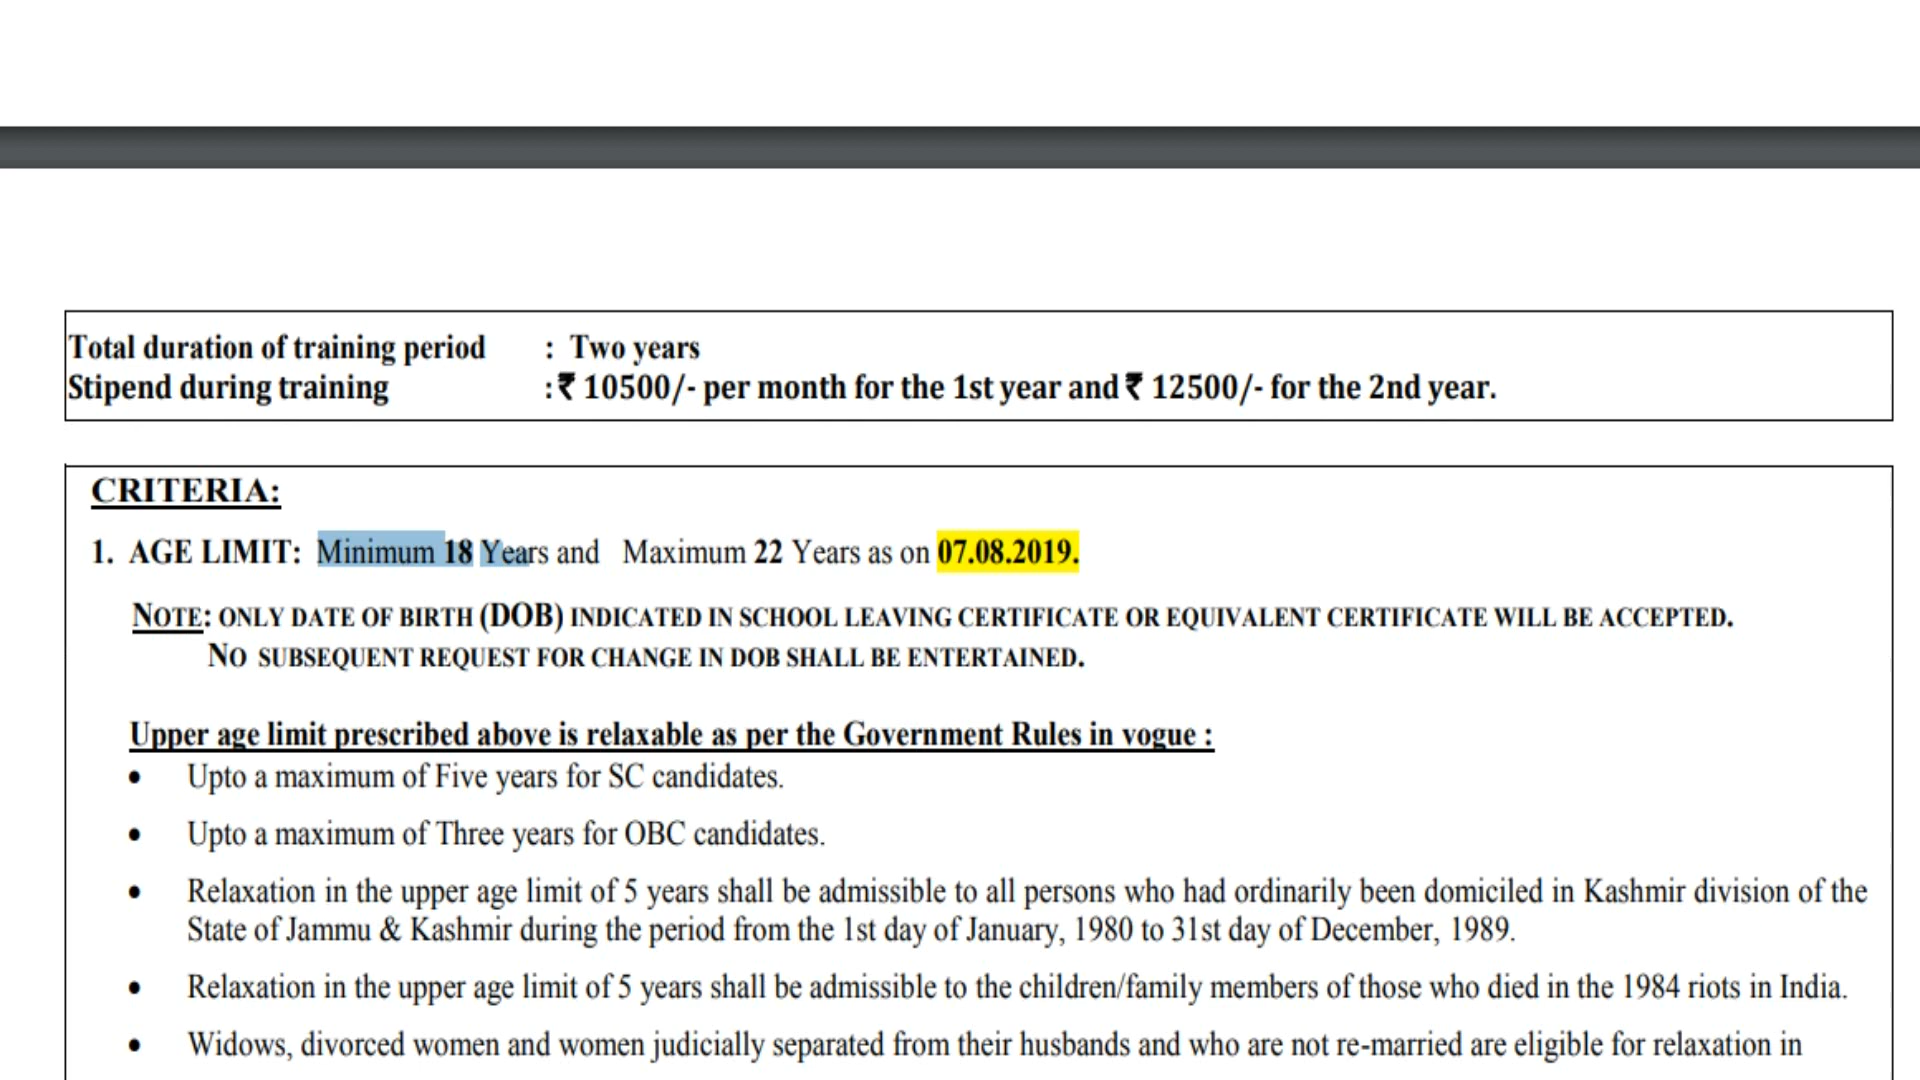 Total duration of training period : Two years
Stipend during training :₹ 10500/- per month for the 1st year and ₹ 12500/- for the 2nd year.
CRITERIA:
1. AGE LIMIT: Minimum 18 Years and Maximum 22 Years as on 07.08.2019.
NOTE: ONLY DATE OF BIRTH (DOB) INDICATED IN SCHOOL LEAVING CERTIFICATE OR EQUIVALENT CERTIFICATE WILL BE ACCEPTED.
NO SUBSEQUENT REQUEST FOR CHANGE IN DOB SHALL BE ENTERTAINED.
Upper age limit prescribed above is relaxable as per the Government Rules in vogue :
• Upto a maximum of Five years for SC candidates.
• Upto a maximum of Three years for OBC candidates.
• Relaxation in the upper age limit of 5 years shall be admissible to all persons who had ordinarily been domiciled in Kashmir division of the
State of Jammu & Kashmir during the period from the 1st day of January, 1980 to 31st day of December, 1989.
• Relaxation in the upper age limit of 5 years shall be admissible to the children/family members of those who died in the 1984 riots in India.
• Widows, divorced women and women judicially separated from their husbands and who are not re-married are eligible for relaxation in